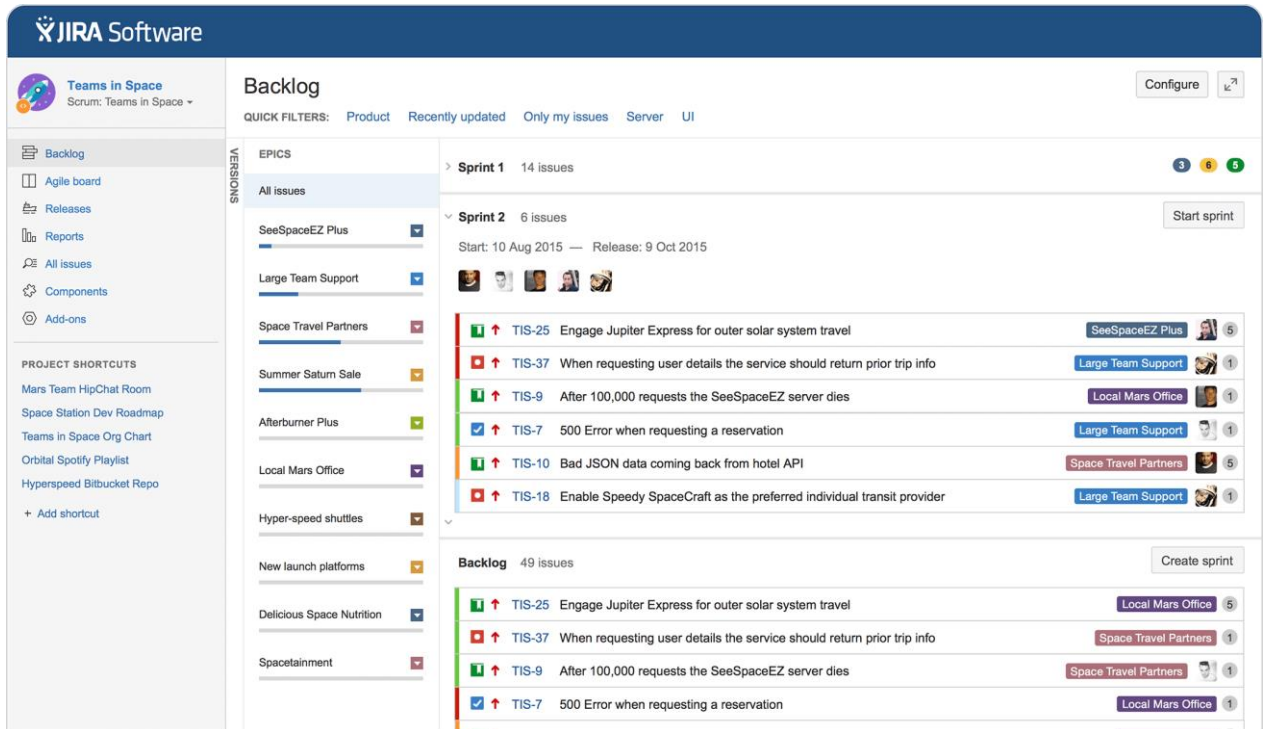 JIRA Software
Teams in Space
Scrum: Teams in Space
Backlog
Agile board
Releases
Reports
All issues
Components
Add-ons
PROJECT SHORTCUTS
Mars Team HipChat Room
Space Station Dev Roadmap
Teams in Space Org Chart
Orbital Spotify Playlist
Hyperspeed Bitbucket Repo
+ Add shortcut
Backlog
Configure
QUICK FILTERS: Product Recently updated Only my issues Server UI
VERSIONS
EPICS
All issues
SeeSpaceEZ Plus
Large Team Support
Space Travel Partners
Summer Saturn Sale
Afterburner Plus
Local Mars Office
Hyper-speed shuttles
New launch platforms
Delicious Space Nutrition
Spacetainment
Sprint 1 14 issues 3 6 5
Sprint 2 6 issues Start sprint
Start: 10 Aug 2015 — Release: 9 Oct 2015
TIS-25 Engage Jupiter Express for outer solar system travel SeeSpaceEZ Plus 5
TIS-37 When requesting user details the service should return prior trip info Large Team Support 1
TIS-9 After 100,000 requests the SeeSpaceEZ server dies Local Mars Office 1
TIS-7 500 Error when requesting a reservation Large Team Support 1
TIS-10 Bad JSON data coming back from hotel API Space Travel Partners 5
TIS-18 Enable Speedy SpaceCraft as the preferred individual transit provider Large Team Support 1
Backlog 49 issues Create sprint
TIS-25 Engage Jupiter Express for outer solar system travel Local Mars Office 5
TIS-37 When requesting user details the service should return prior trip info Space Travel Partners 1
TIS-9 After 100,000 requests the SeeSpaceEZ server dies Space Travel Partners 1
TIS-7 500 Error when requesting a reservation Local Mars Office 1